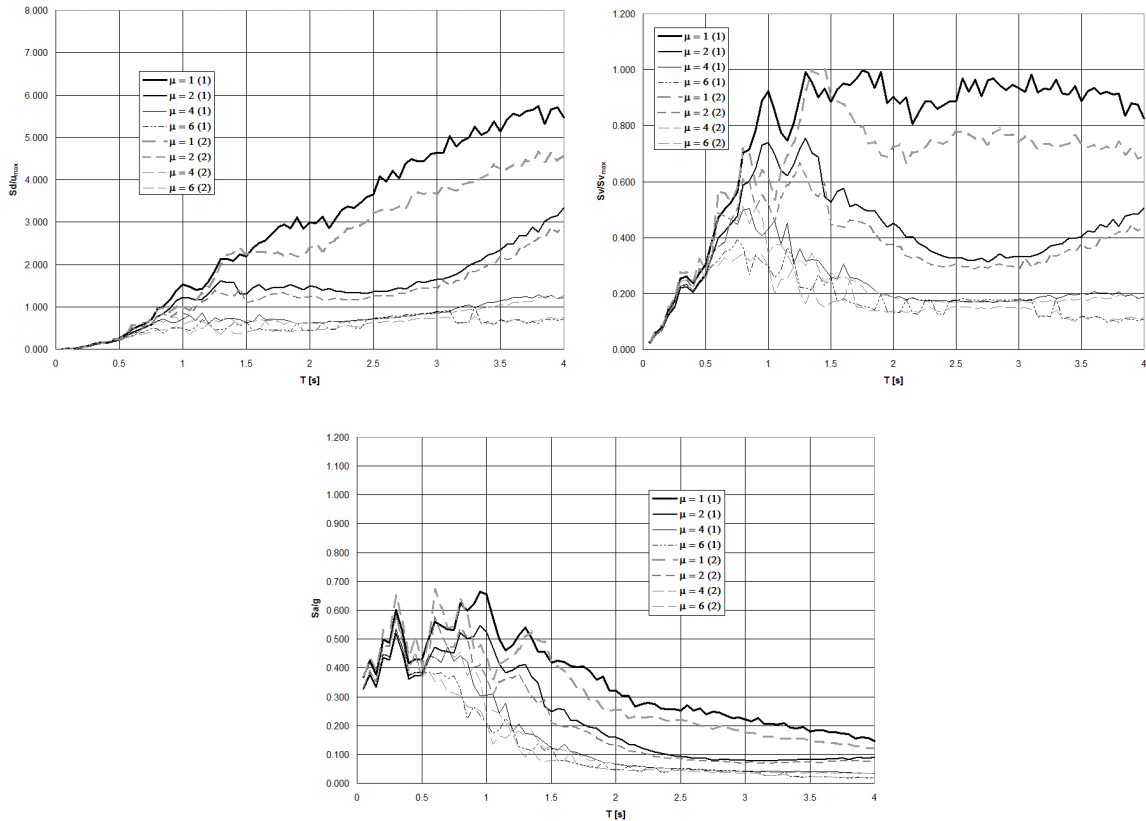 8.000
7.000
6.000
5.000
4.000
3.000
2.000
1.000
0.000
Sd/umax
0
0.5
1
1.5
2
2.5
3
3.5
4
T [s]
μ = 1 (1)
μ = 2 (1)
μ = 4 (1)
μ = 6 (1)
μ = 1 (2)
μ = 2 (2)
μ = 4 (2)
μ = 6 (2)
1.200
1.000
0.800
0.600
0.400
0.200
0.000
Sv/Svmax
0
0.5
1
1.5
2
2.5
3
3.5
4
T [s]
μ = 1 (1)
μ = 2 (1)
μ = 4 (1)
μ = 6 (1)
μ = 1 (2)
μ = 2 (2)
μ = 4 (2)
μ = 6 (2)
1.200
1.100
1.000
0.900
0.800
0.700
0.600
0.500
0.400
0.300
0.200
0.100
0.000
Sa/g
0
0.5
1
1.5
2
2.5
3
3.5
4
T [s]
μ = 1 (1)
μ = 2 (1)
μ = 4 (1)
μ = 6 (1)
μ = 1 (2)
μ = 2 (2)
μ = 4 (2)
μ = 6 (2)